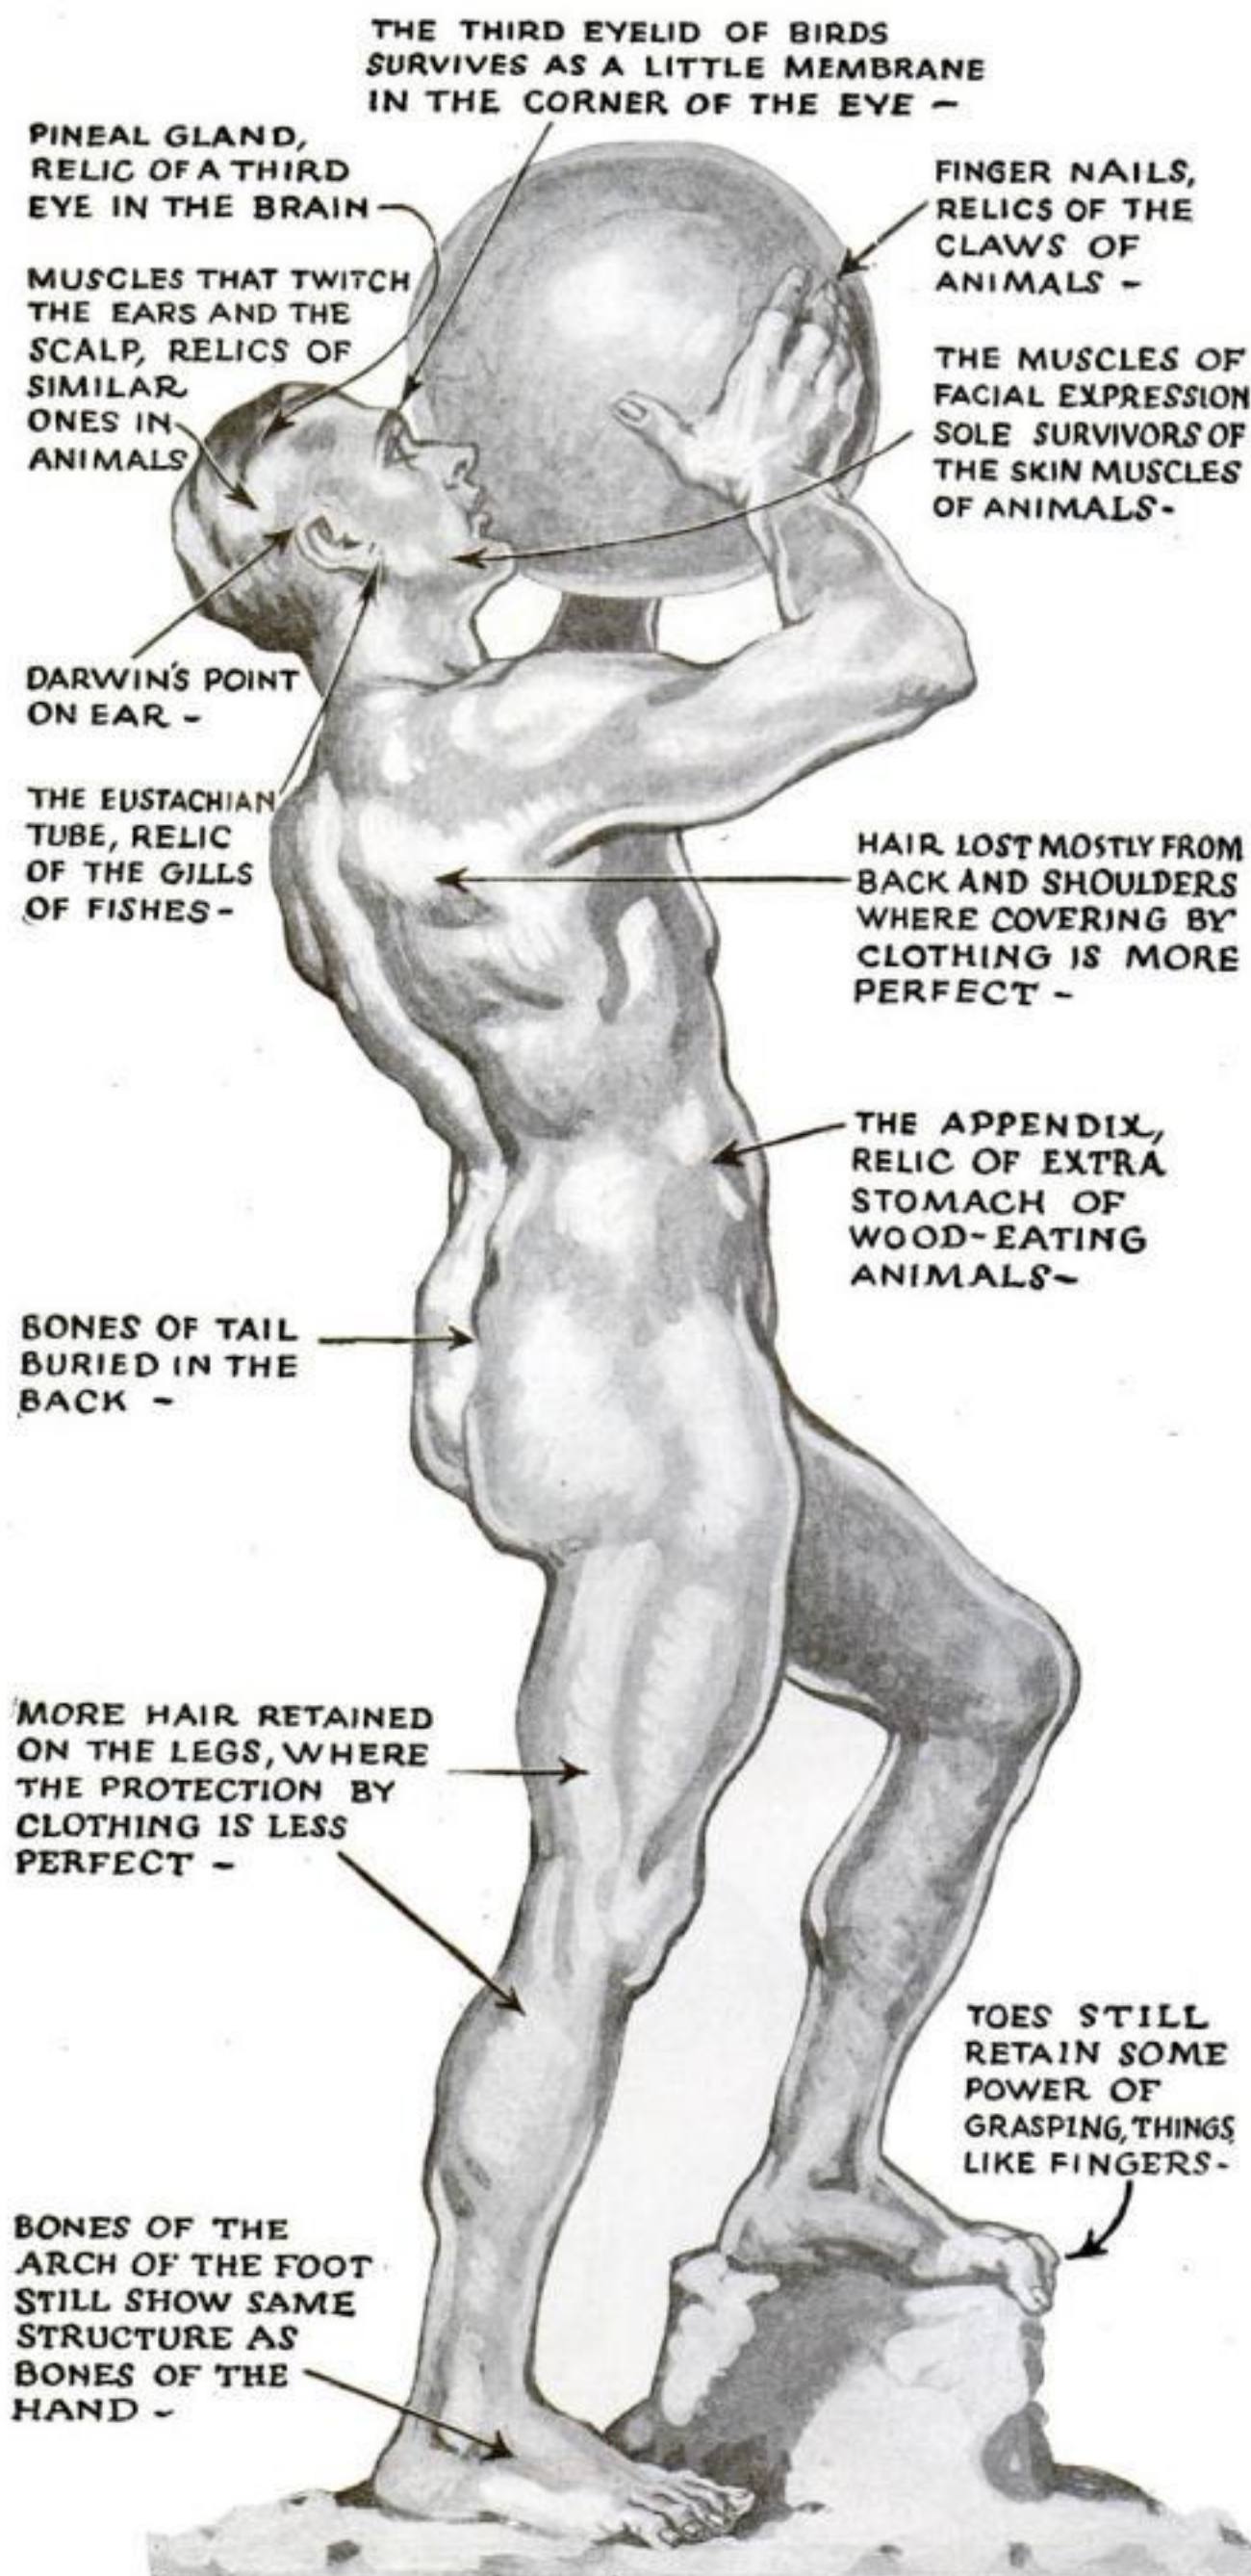 THE THIRD EYELID OF BIRDS
SURVIVES AS A LITTLE MEMBRANE
IN THE CORNER OF THE EYE -
PINEAL GLAND,
RELIC OF A THIRD
EYE IN THE BRAIN
FINGER NAILS,
RELICS OF THE
CLAWS OF
ANIMALS -
MUSCLES THAT TWITCH
THE EARS AND THE
SCALP, RELICS OF
SIMILAR
ONES IN
ANIMALS
THE MUSCLES OF
FACIAL EXPRESSION
SOLE SURVIVORS OF
THE SKIN MUSCLES
OF ANIMALS -
DARWIN'S POINT
ON EAR -
THE EUSTACHIAN
TUBE, RELIC
OF THE GILLS
OF FISHES -
HAIR LOST MOSTLY FROM
BACK AND SHOULDERS
WHERE COVERING BY
CLOTHING IS MORE
PERFECT -
THE APPENDIX,
RELIC OF EXTRA
STOMACH OF
WOOD-EATING
ANIMALS -
BONES OF TAIL
BURIED IN THE
BACK -
MORE HAIR RETAINED
ON THE LEGS, WHERE
THE PROTECTION BY
CLOTHING IS LESS
PERFECT -
TOES STILL
RETAIN SOME
POWER OF
GRASPING, THINGS
LIKE FINGERS -
BONES OF THE
ARCH OF THE FOOT
STILL SHOW SAME
STRUCTURE AS
BONES OF THE
HAND -